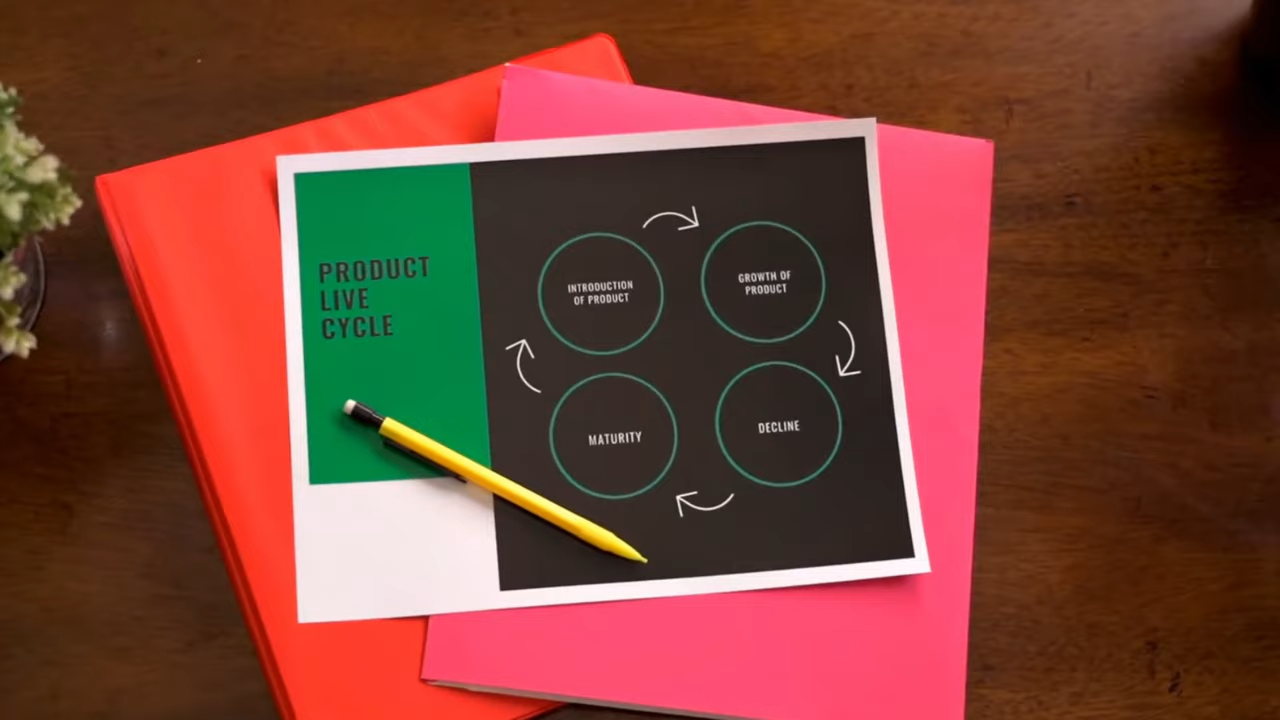 PRODUCT
LIVE
CYCLE
INTRODUCTION
OF PRODUCT
GROWTH OF
PRODUCT
MATURITY
DECLINE